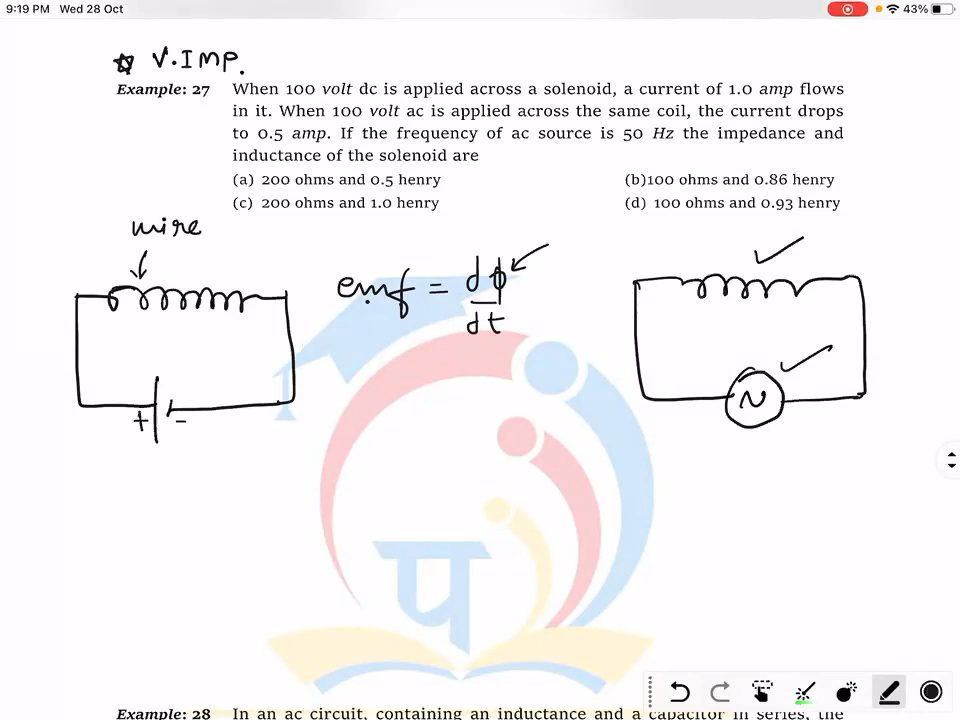 9:19 PM Wed 28 Oct 43%
V. Imp.
Example: 27 When 100 volt dc is applied across a solenoid, a current of 1.0 amp flows
in it. When 100 volt ac is applied across the same coil, the current drops
to 0.5 amp. If the frequency of ac source is 50 Hz the impedance and
inductance of the solenoid are
(a) 200 ohms and 0.5 henry (b)100 ohms and 0.86 henry
(c) 200 ohms and 1.0 henry (d) 100 ohms and 0.93 henry
wire
emf = dϕ/dt
+ -
~
प
Example: 28 In an ac circuit, containing an inductance and a capacitor in series, the